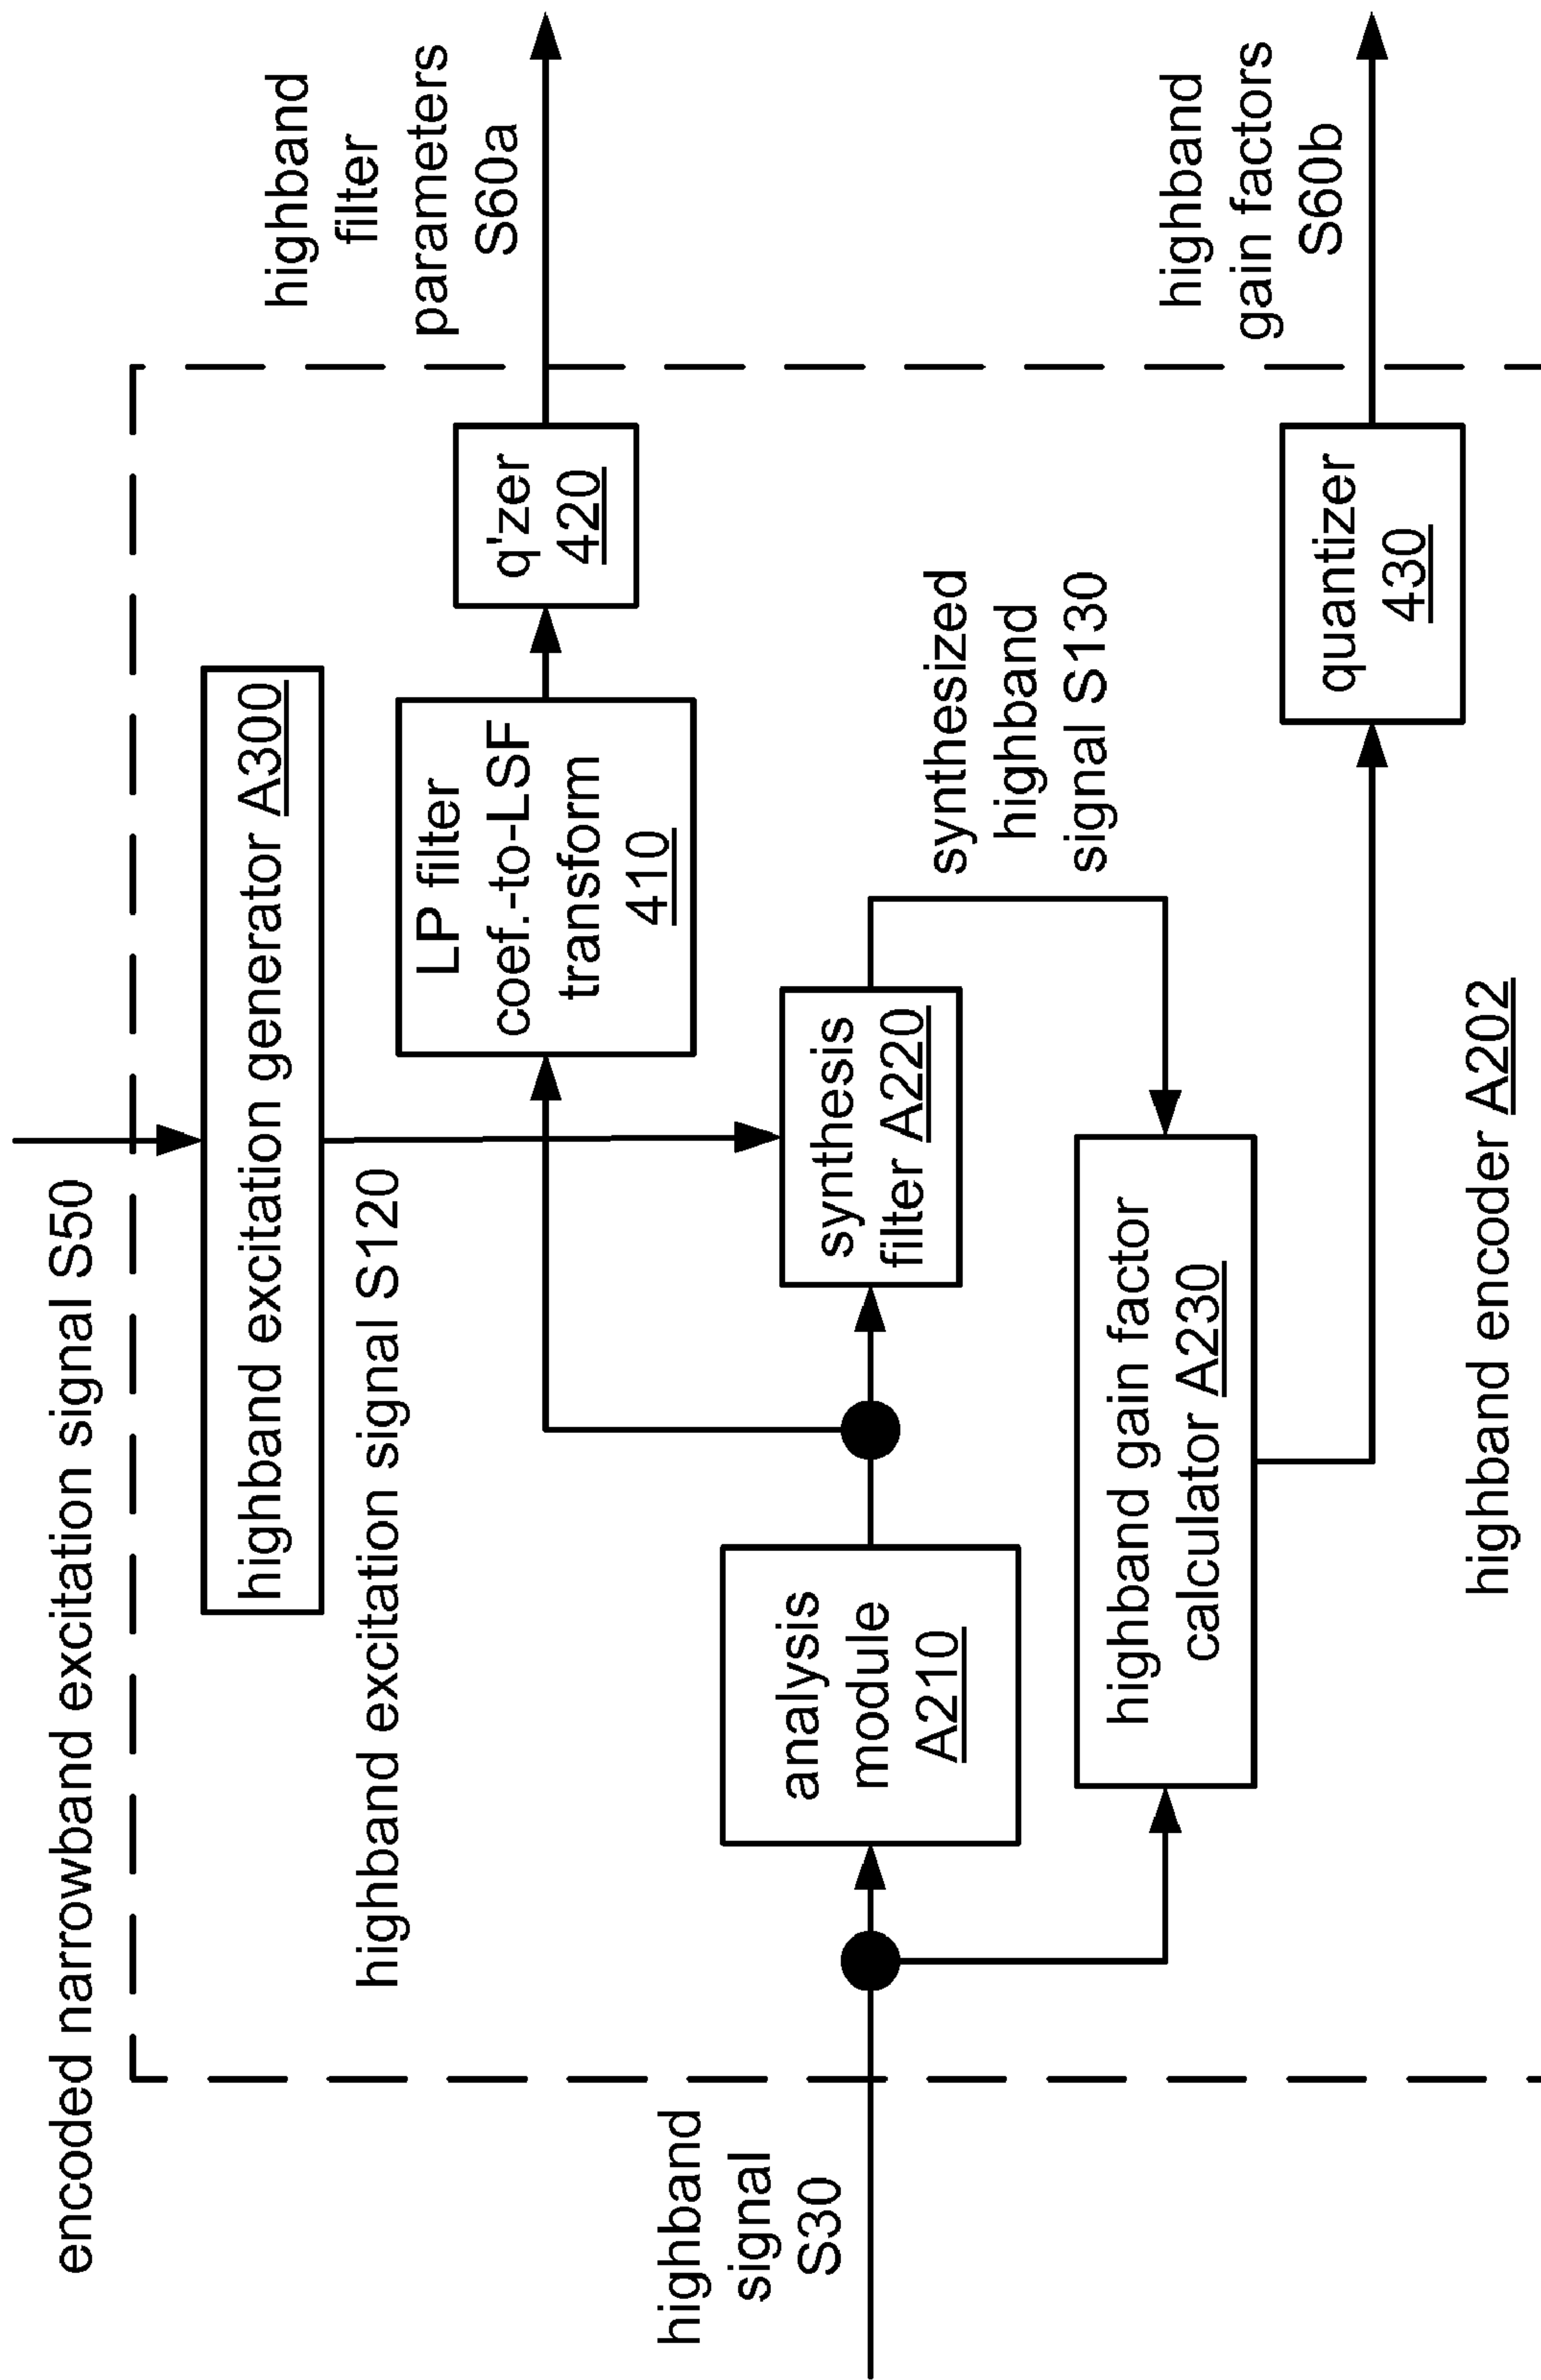 encoded narrowband excitation signal S50
highband excitation generator A300
highband excitation signal S120
highband
filter
parameters
S60a
LP filter
coef.-to-LSF
transform
410
q'zer
420
highband
signal
S30
analysis
module
A210
synthesis
filter A220
synthesized
highband
signal S130
highband gain factor
calculator A230
quantizer
430
highband
gain factors
S60b
highband encoder A202